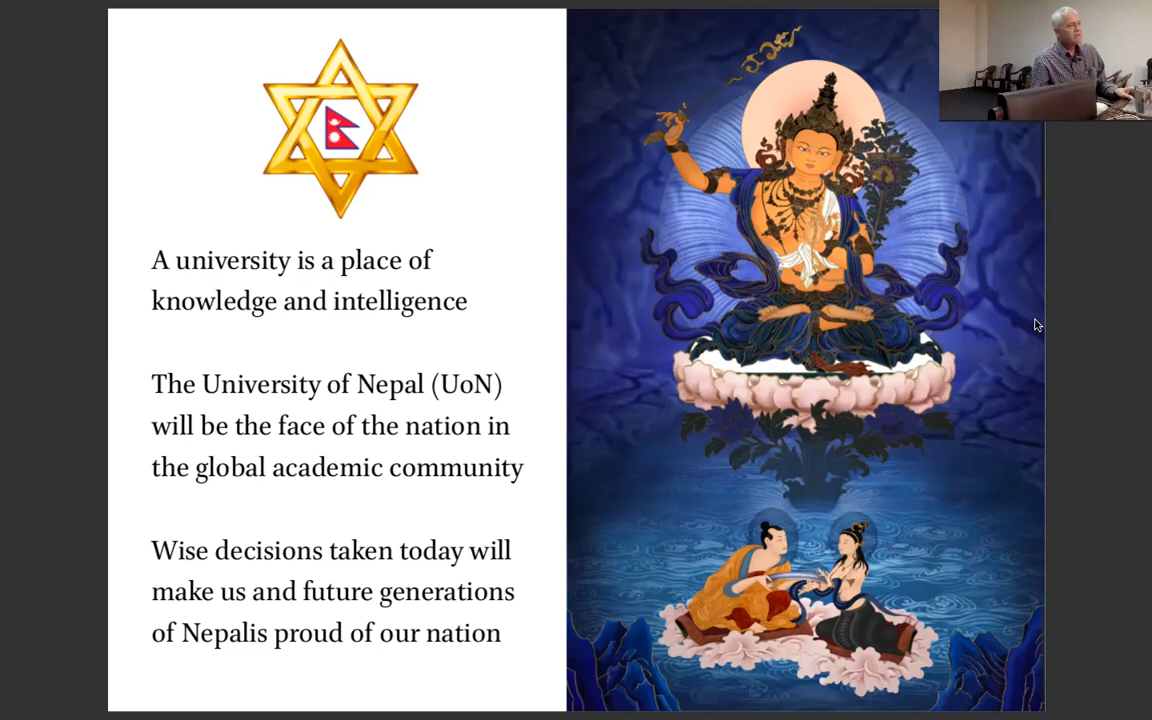 A university is a place of
knowledge and intelligence
The University of Nepal (UoN)
will be the face of the nation in
the global academic community
Wise decisions taken today will
make us and future generations
of Nepalis proud of our nation